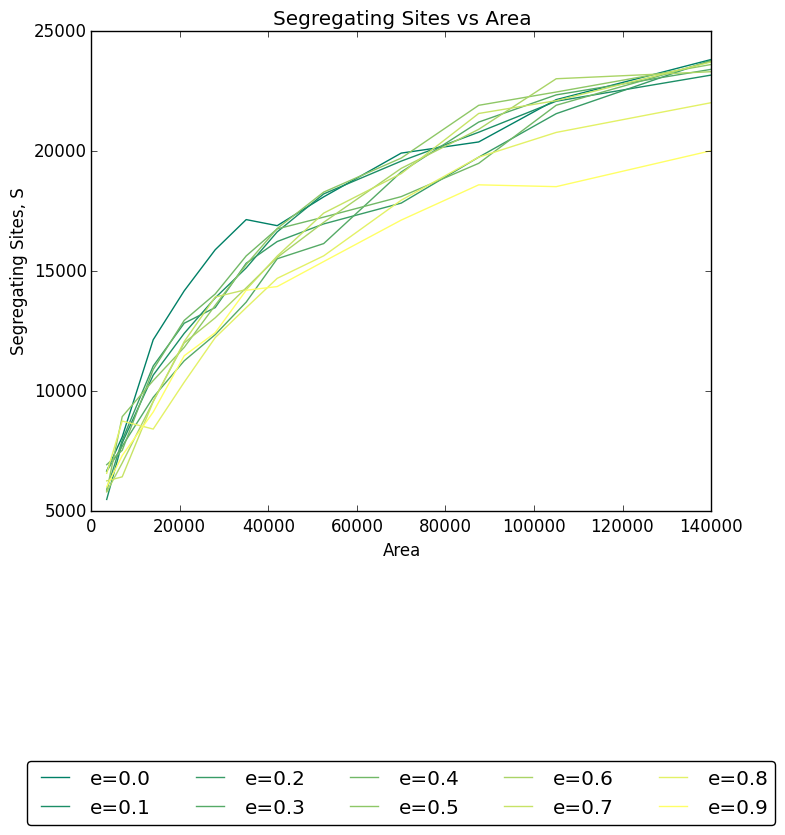 Segregating Sites vs Area
25000
20000
15000
10000
5000
Segregating Sites, S
0 20000 40000 60000 80000 100000 120000 140000
Area
e=0.0 e=0.2 e=0.4 e=0.6 e=0.8
e=0.1 e=0.3 e=0.5 e=0.7 e=0.9